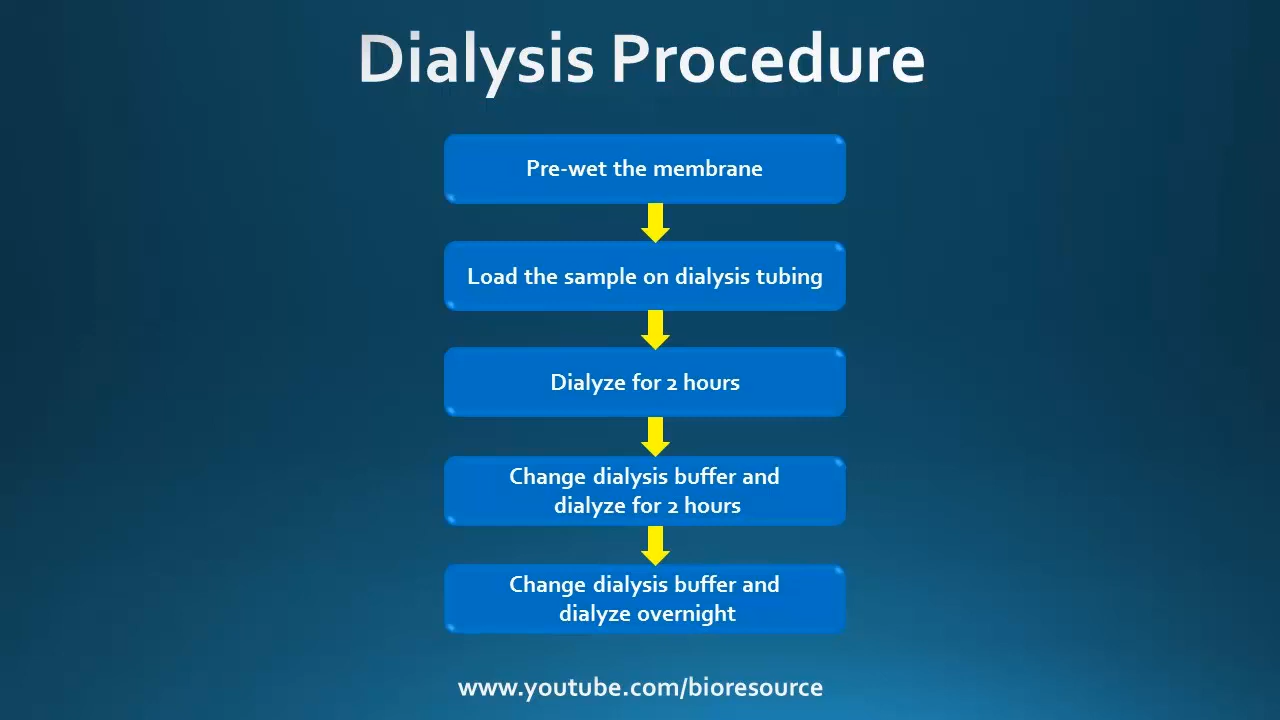 Dialysis Procedure
Pre-wet the membrane
Load the sample on dialysis tubing
Dialyze for 2 hours
Change dialysis buffer and
dialyze for 2 hours
Change dialysis buffer and
dialyze overnight
www.youtube.com/bioresource